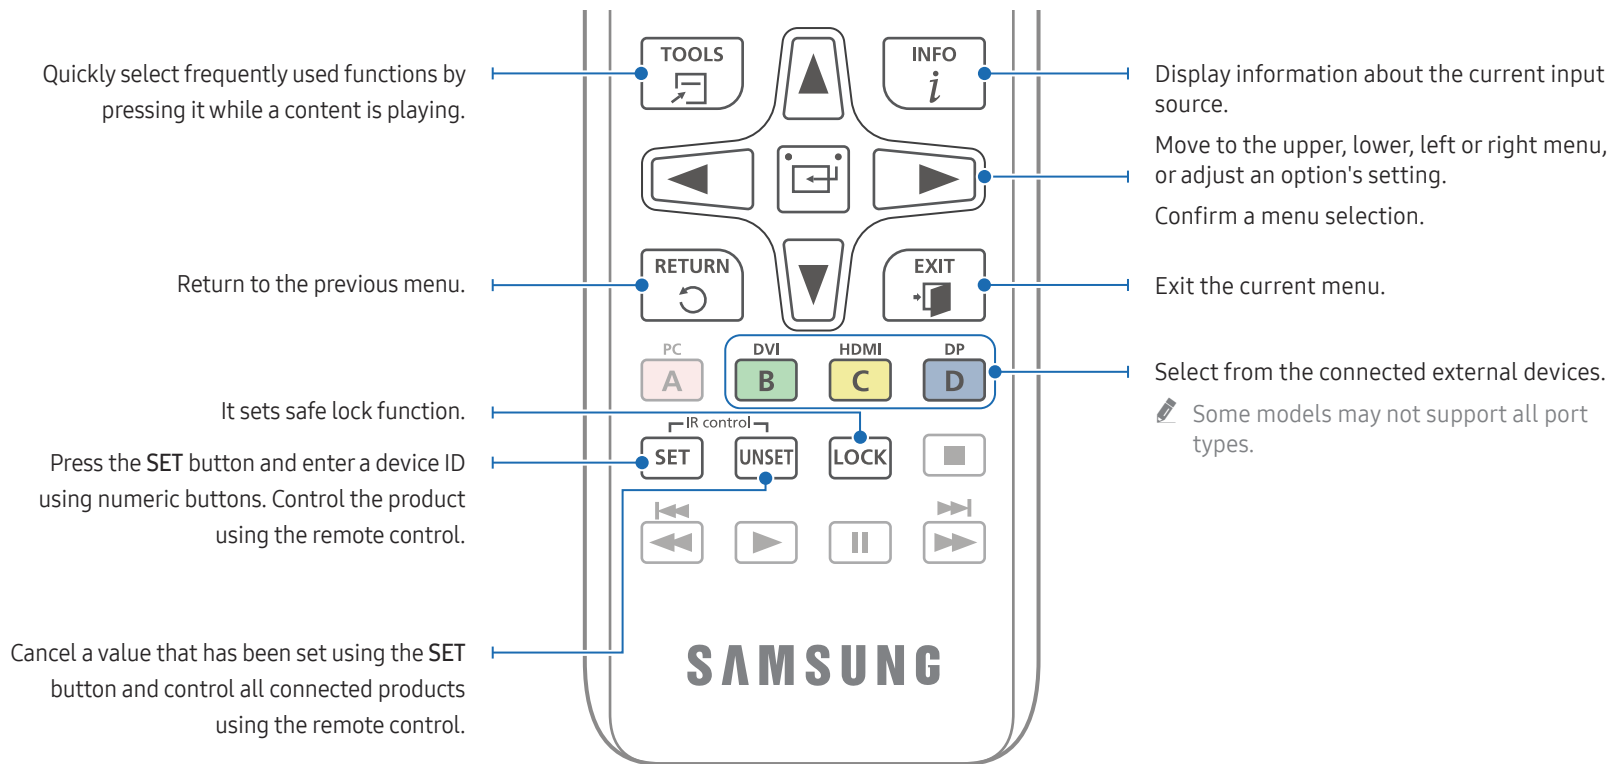 Quickly select frequently used functions by
pressing it while a content is playing.
Return to the previous menu.
It sets safe lock function.
Press the SET button and enter a device ID
using numeric buttons. Control the product
using the remote control.
Cancel a value that has been set using the SET
button and control all connected products
using the remote control.
TOOLS
INFO
i
RETURN
EXIT
PC
DVI
HDMI
DP
A
B
C
D
IR control
SET
UNSET
LOCK
SAMSUNG
Display information about the current input
source.
Move to the upper, lower, left or right menu,
or adjust an option's setting.
Confirm a menu selection.
Exit the current menu.
Select from the connected external devices.
Some models may not support all port
types.